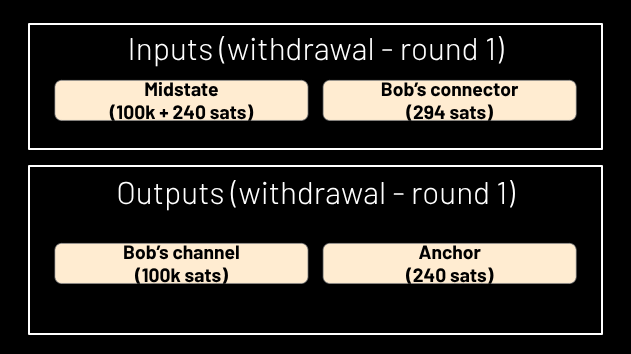 Inputs (withdrawal - round 1)
Midstate
(100k + 240 sats)
Bob's connector
(294 sats)
Outputs (withdrawal - round 1)
Bob's channel
(100k sats)
Anchor
(240 sats)